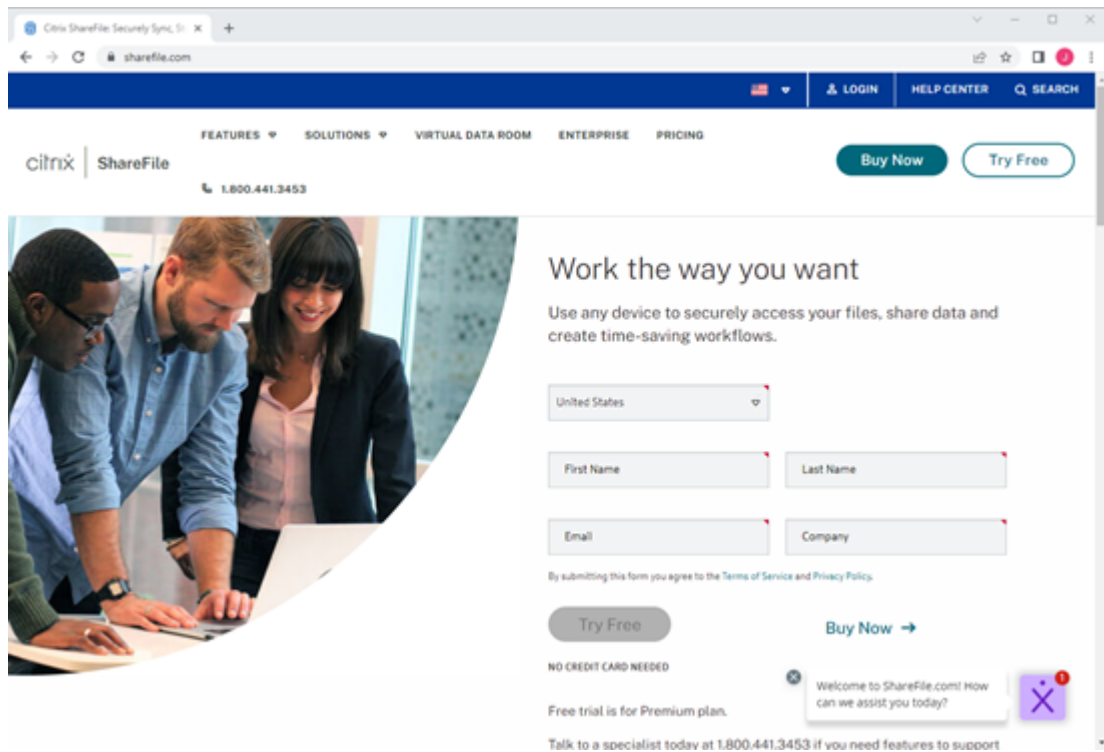 Citrix ShareFile: Securely Sync, St
sharefile.com
J
LOGIN
HELP CENTER
SEARCH
FEATURES
SOLUTIONS
VIRTUAL DATA ROOM
ENTERPRISE
PRICING
citrix
ShareFile
Buy Now
Try Free
1.800.441.3453
Work the way you want
Use any device to securely access your files, share data and
create time-saving workflows.
United States
First Name
Last Name
Email
Company
By submitting this form you agree to the Terms of Service and Privacy Policy.
Try Free
Buy Now
NO CREDIT CARD NEEDED
1
Welcome to ShareFile.com! How
can we assist you today?
Free trial is for Premium plan.
Talk to a specialist today at 1.800.441.3453 if you need features to support